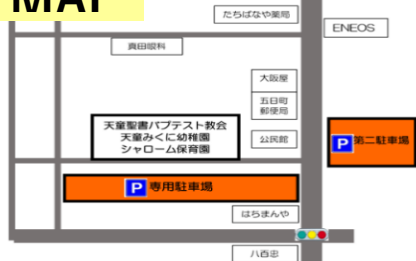 MAP
たちばなや薬局
ENEOS
真田眼科
大阪屋
五日町
郵便局
天童聖書バプテスト教会
天童みくに幼稚園
シャローム保育園
公民館
P 第二駐車場
P 専用駐車場
はちまんや
八百忠